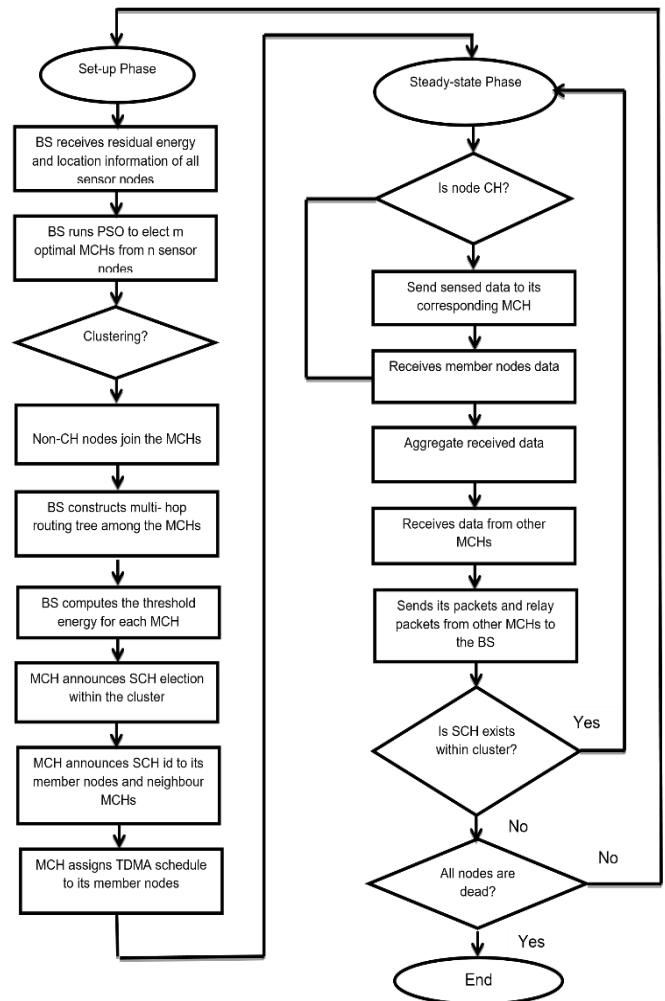 Set-up Phase
BS receives residual energy
and location information of all
sensor nodes
BS runs PSO to elect m
optimal MCHs from n sensor
nodes
Clustering?
Non-CH nodes join the MCHs
BS constructs multi- hop
routing tree among the MCHs
BS computes the threshold
energy for each MCH
MCH announces SCH election
within the cluster
MCH announces SCH id to its
member nodes and neighbour
MCHs
MCH assigns TDMA schedule
to its member nodes
Steady-state Phase
Is node CH?
Send sensed data to its
corresponding MCH
Receives member nodes data
Aggregate received data
Receives data from other
MCHs
Sends its packets and relay
packets from other MCHs to
the BS
Is SCH exists
within cluster?
Yes
No
All nodes are
dead?
No
Yes
End